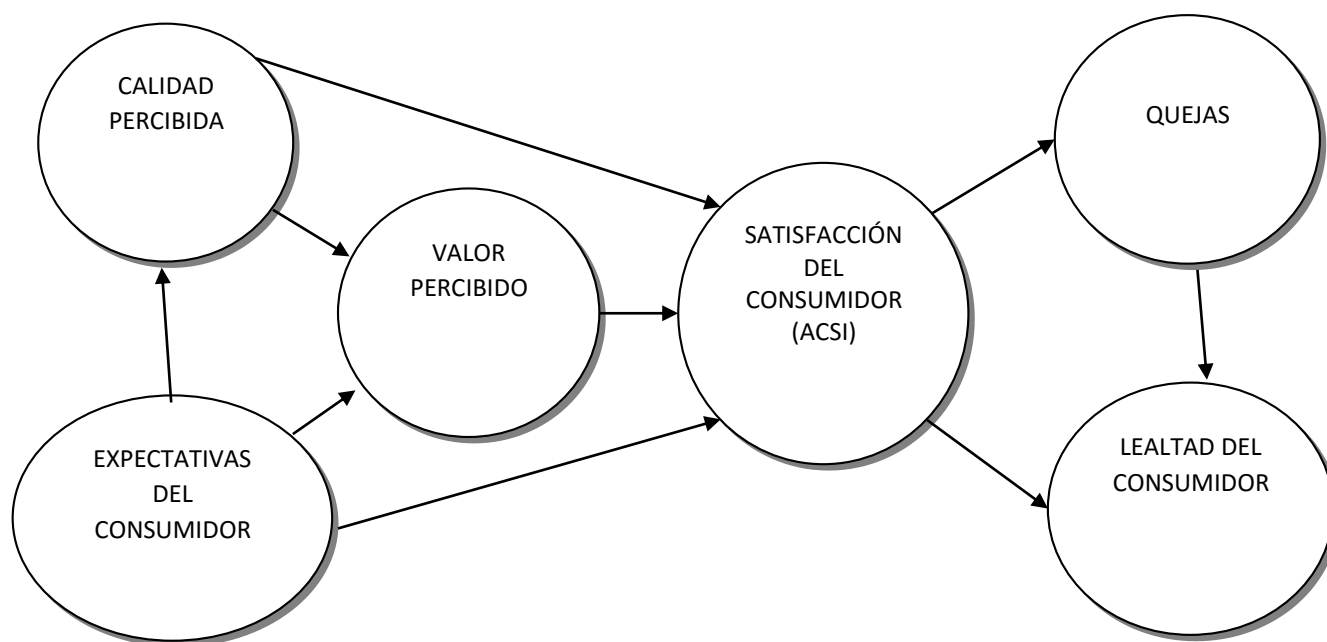 CALIDAD
PERCIBIDA
QUEJAS
VALOR
PERCIBIDO
SATISFACCIÓN
DEL
CONSUMIDOR
(ACSI)
EXPECTATIVAS
DEL
CONSUMIDOR
LEALTAD DEL
CONSUMIDOR